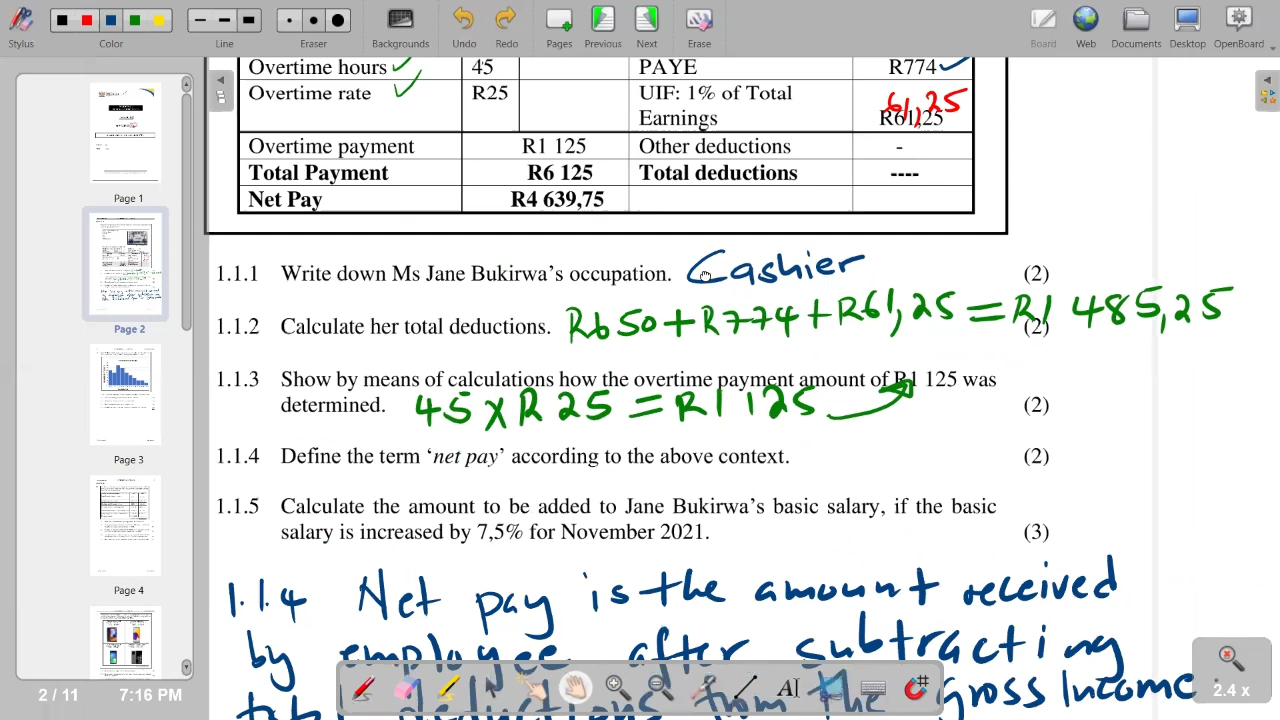 Stylus Color Line Eraser Backgrounds Undo Redo Pages Previous Next Erase Board Web Documents Desktop OpenBoard
Page 1
Page 2
Page 3
Page 4
Overtime hours 45 PAYE R774
Overtime rate R25 UIF: 1% of Total Earnings R61,25 61,25
Overtime payment R1 125 Other deductions -
Total Payment R6 125 Total deductions ----
Net Pay R4 639,75
1.1.1 Write down Ms Jane Bukirwa’s occupation. Cashier (2)
1.1.2 Calculate her total deductions. R650+R774+R61,25=R1 485,25 (2)
1.1.3 Show by means of calculations how the overtime payment amount of R1 125 was
determined. 45 x R 25 = R1 125 (2)
1.1.4 Define the term ‘net pay’ according to the above context. (2)
1.1.5 Calculate the amount to be added to Jane Bukirwa’s basic salary, if the basic
salary is increased by 7,5% for November 2021. (3)
1.1.4 Net pay is the amount received
by employee after subtracting
total deductions from the gross Income
2 / 11 7:16 PM
2.4 x